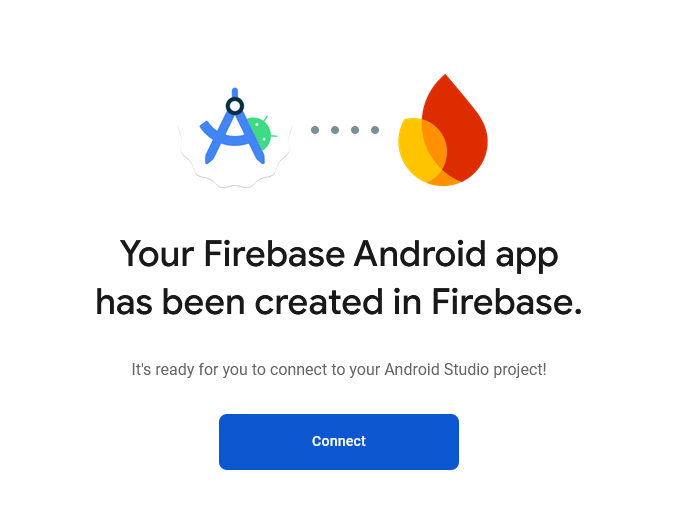 Your Firebase Android app
has been created in Firebase.
It's ready for you to connect to your Android Studio project!
Connect